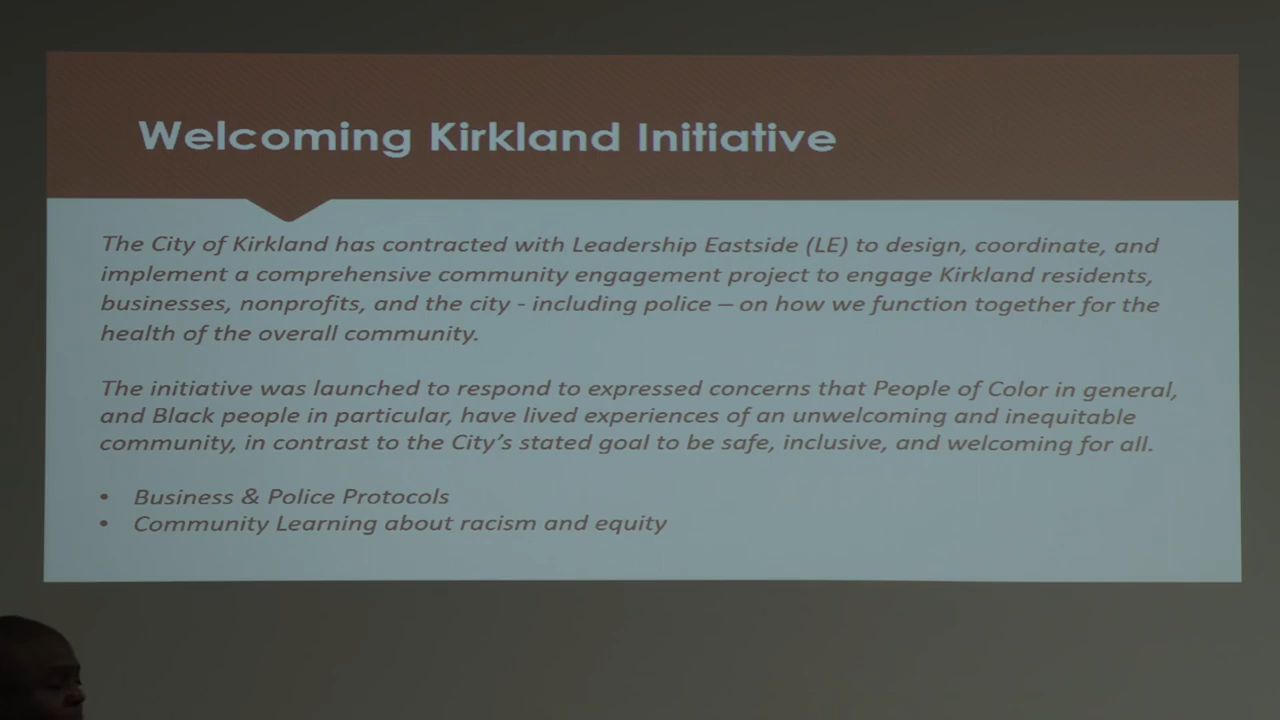 Welcoming Kirkland Initiative
The City of Kirkland has contracted with Leadership Eastside (LE) to design, coordinate, and
implement a comprehensive community engagement project to engage Kirkland residents,
businesses, nonprofits, and the city - including police – on how we function together for the
health of the overall community.
The initiative was launched to respond to expressed concerns that People of Color in general,
and Black people in particular, have lived experiences of an unwelcoming and inequitable
community, in contrast to the City's stated goal to be safe, inclusive, and welcoming for all.
• Business & Police Protocols
• Community Learning about racism and equity